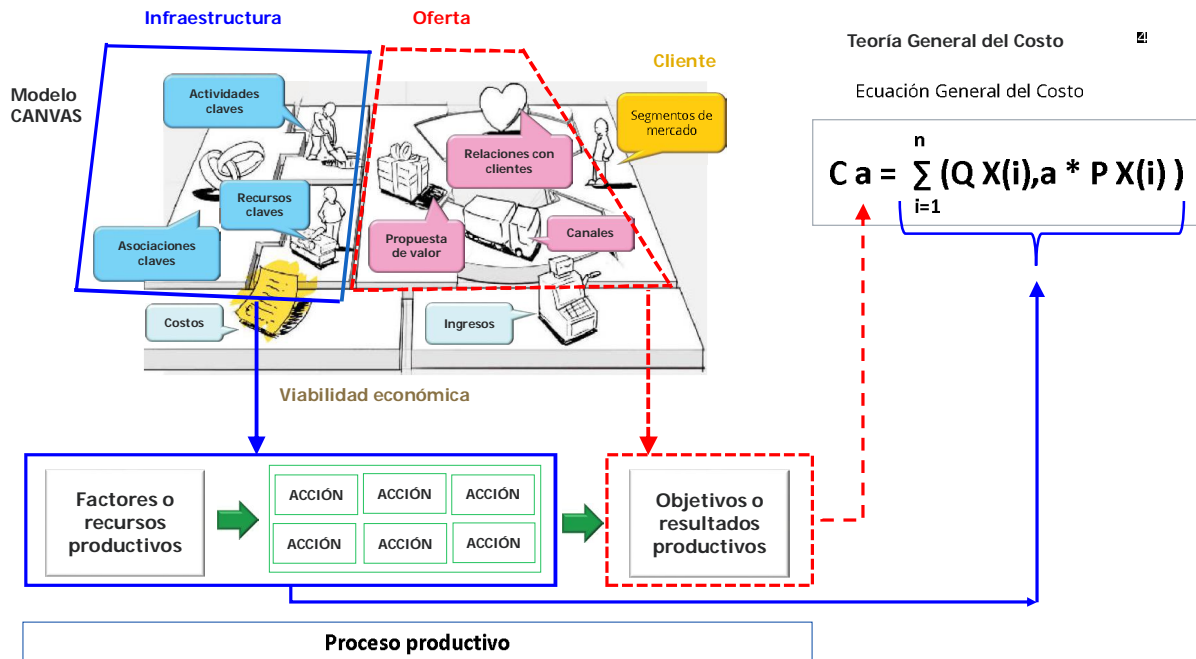 Infraestructura
Oferta
Teoría General del Costo
4
Cliente
Ecuación General del Costo
Modelo
CANVAS
Actividades
claves
Segmentos de
mercado
Relaciones con
clientes
Recursos
claves
Asociaciones
claves
Propuesta
de valor
Canales
Costos
Ingresos
n
C a = ∑ (Q X(i),a * P X(i) )
i=1
Viabilidad económica
Factores o
recursos
productivos
ACCIÓN ACCIÓN ACCIÓN
ACCIÓN ACCIÓN ACCIÓN
Objetivos o
resultados
productivos
Proceso productivo